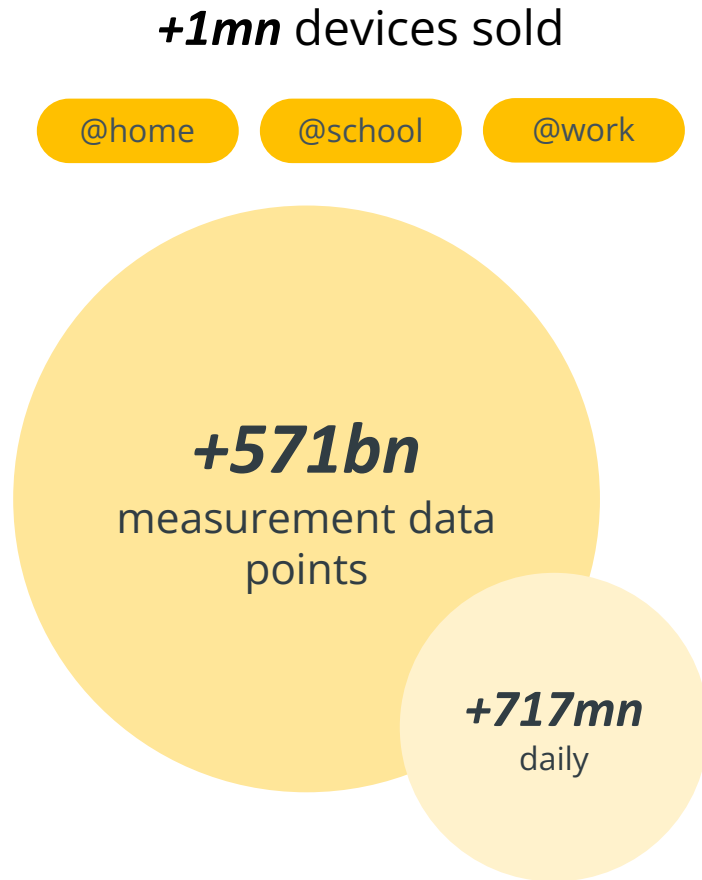 +1mn devices sold
@home
@school
@work
+571bn
measurement data
points
+717mn
daily